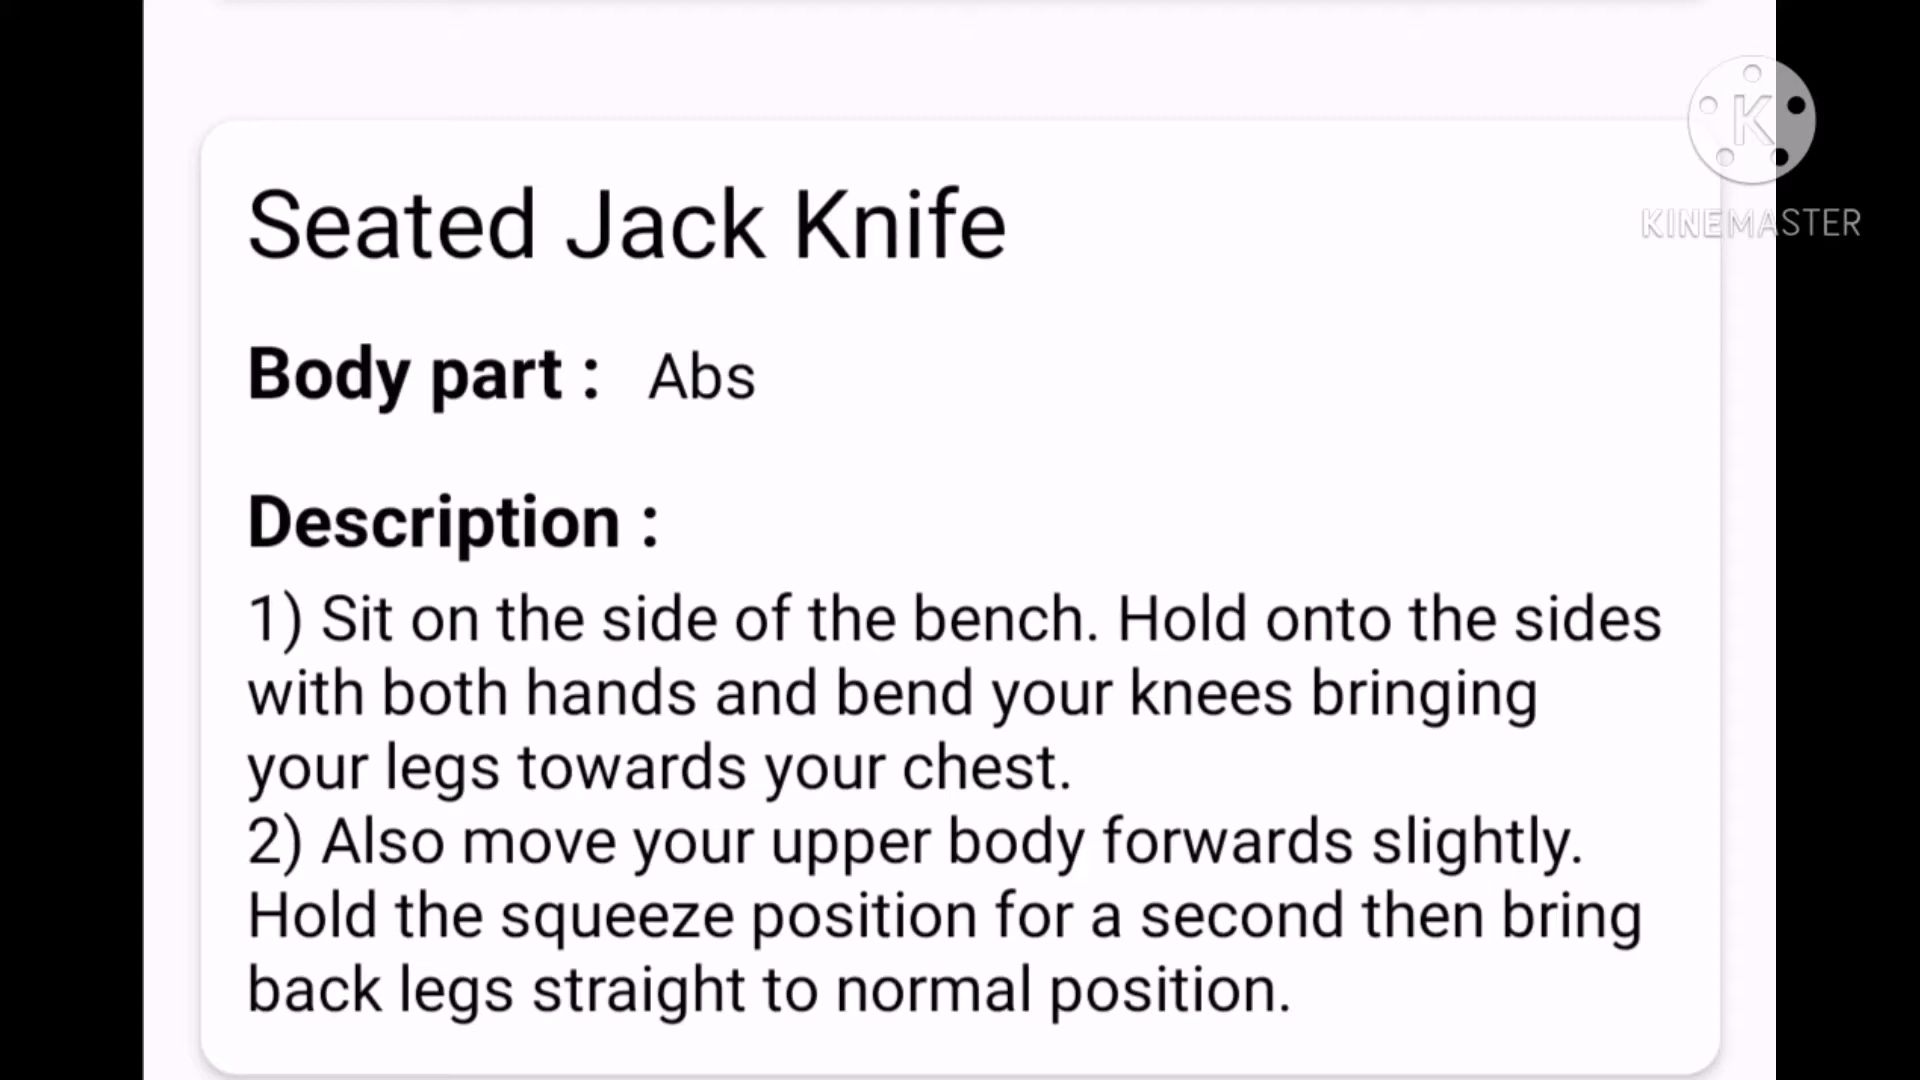 K
KINEMASTER
Seated Jack Knife
Body part : Abs
Description :
1) Sit on the side of the bench. Hold onto the sides
with both hands and bend your knees bringing
your legs towards your chest.
2) Also move your upper body forwards slightly.
Hold the squeeze position for a second then bring
back legs straight to normal position.